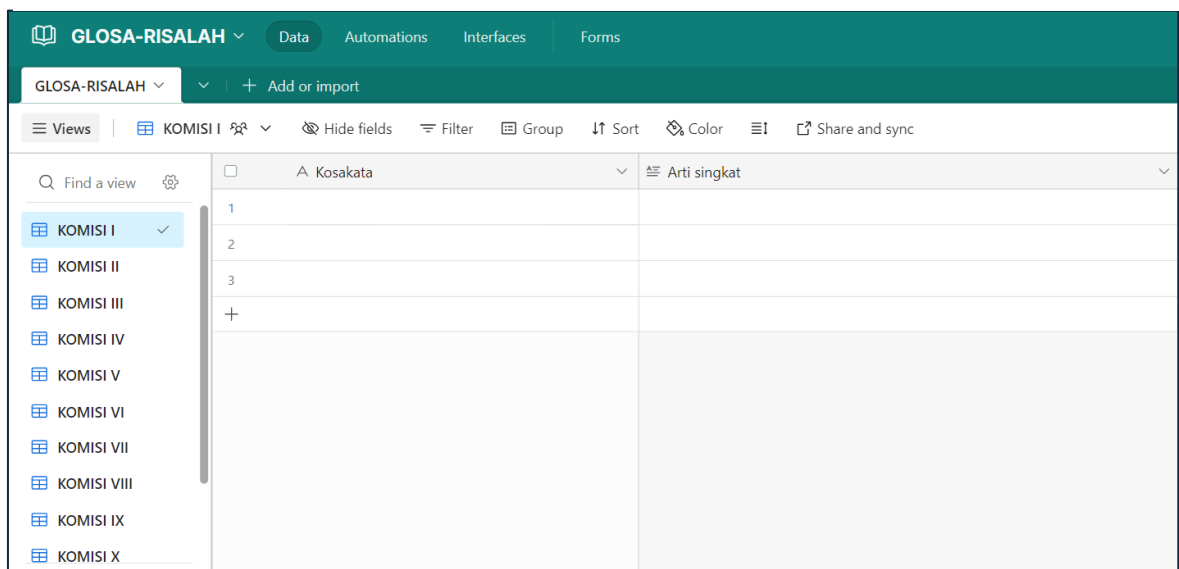 GLOSA-RISALAH Data Automations Interfaces Forms
GLOSA-RISALAH Add or import
Views KOMISI I Hide fields Filter Group Sort Color Share and sync
Find a view
Kosakata Arti singkat
1
2
3
KOMISI I
KOMISI II
KOMISI III
KOMISI IV
KOMISI V
KOMISI VI
KOMISI VII
KOMISI VIII
KOMISI IX
KOMISI X